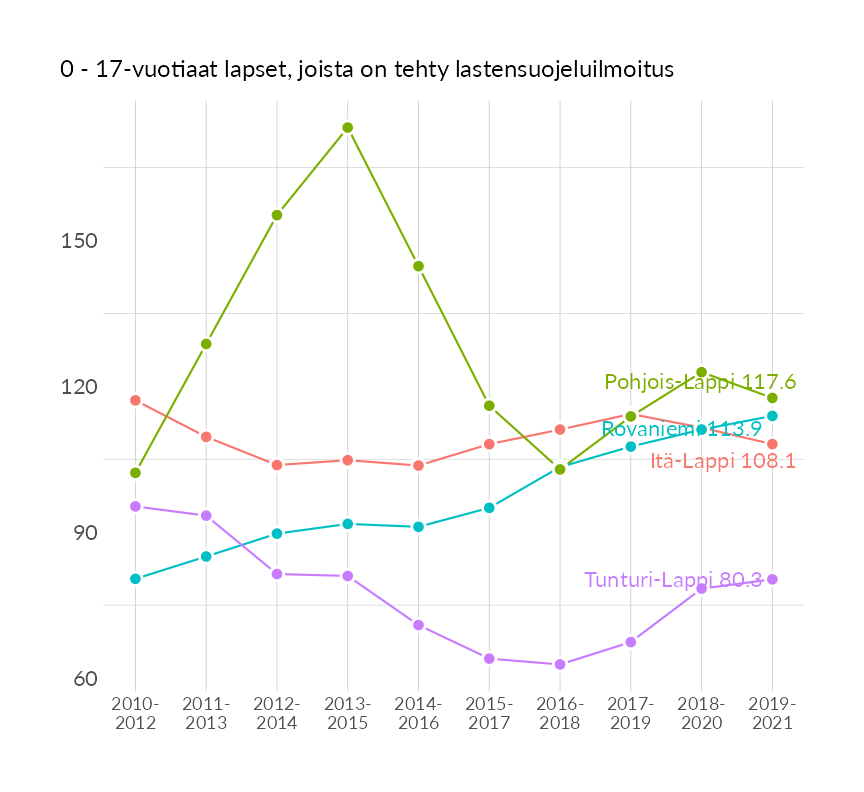 0 - 17-vuotiaat lapset, joista on tehty lastensuojeluilmoitus
150
120
90
60
Pohjois-Lappi 117.6
Rovaniemi 113.9
Itä-Lappi 108.1
Tunturi-Lappi 80.3
2010- 2011- 2012- 2013- 2014- 2015- 2016- 2017- 2018- 2019-
2012 2013 2014 2015 2016 2017 2018 2019 2020 2021